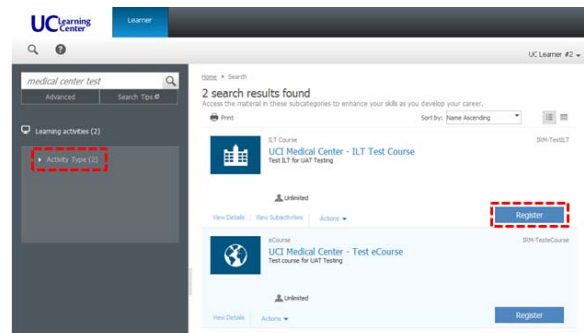 UC Learning Center
Learner
UC Learner #2
medical center test
Advanced
Search Tips
Learning activities (2)
Activity Type (2)
Home Search
2 search results found
Access the material in these subcategories to enhance your skills as you develop your career.
Print
Sort by: Name Ascending
ILT Course
IRM-TestILT
UCI Medical Center - ILT Test Course
Test ILT for UAT Testing
Unlimited
View Details
View Subactivities
Actions
Register
eCourse
IRM-TesteCourse
UCI Medical Center - Test eCourse
Test course for UAT Testing
Unlimited
View Details
Actions
Register